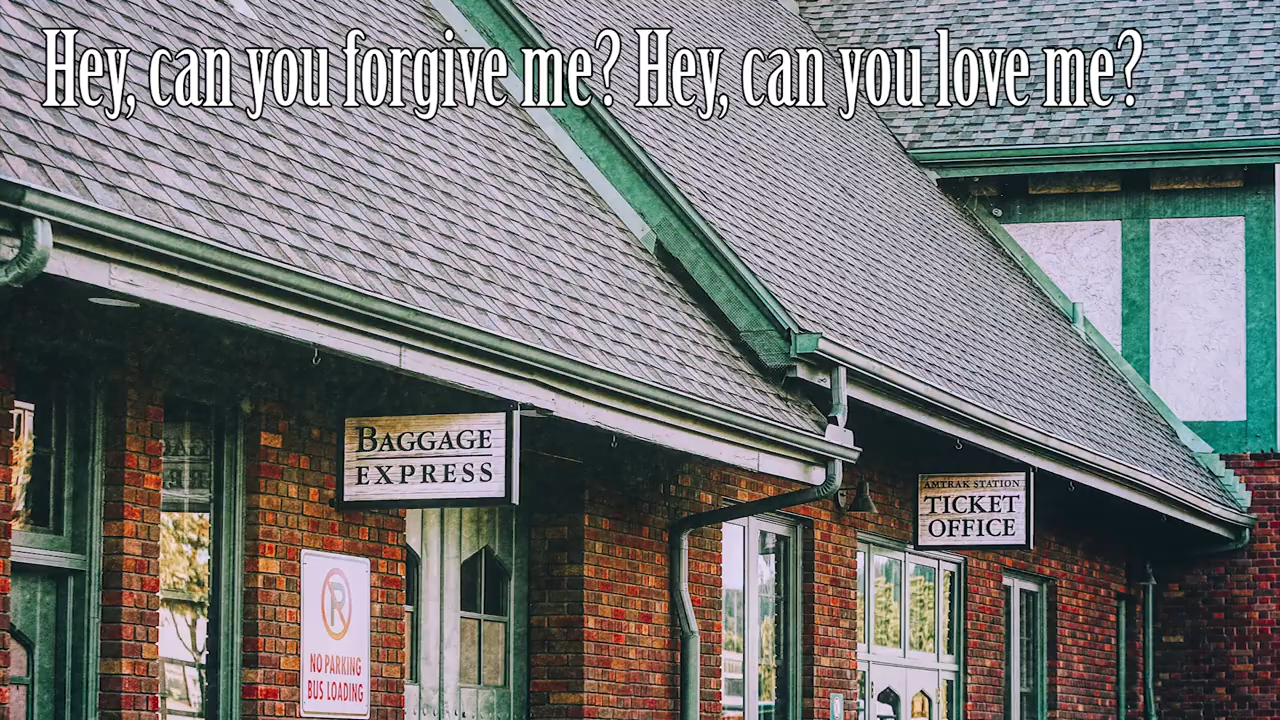 Hey, can you forgive me? Hey, can you love me?
BAGGAGE
EXPRESS
AMTRAK STATION
TICKET
OFFICE
NO PARKING
BUS LOADING